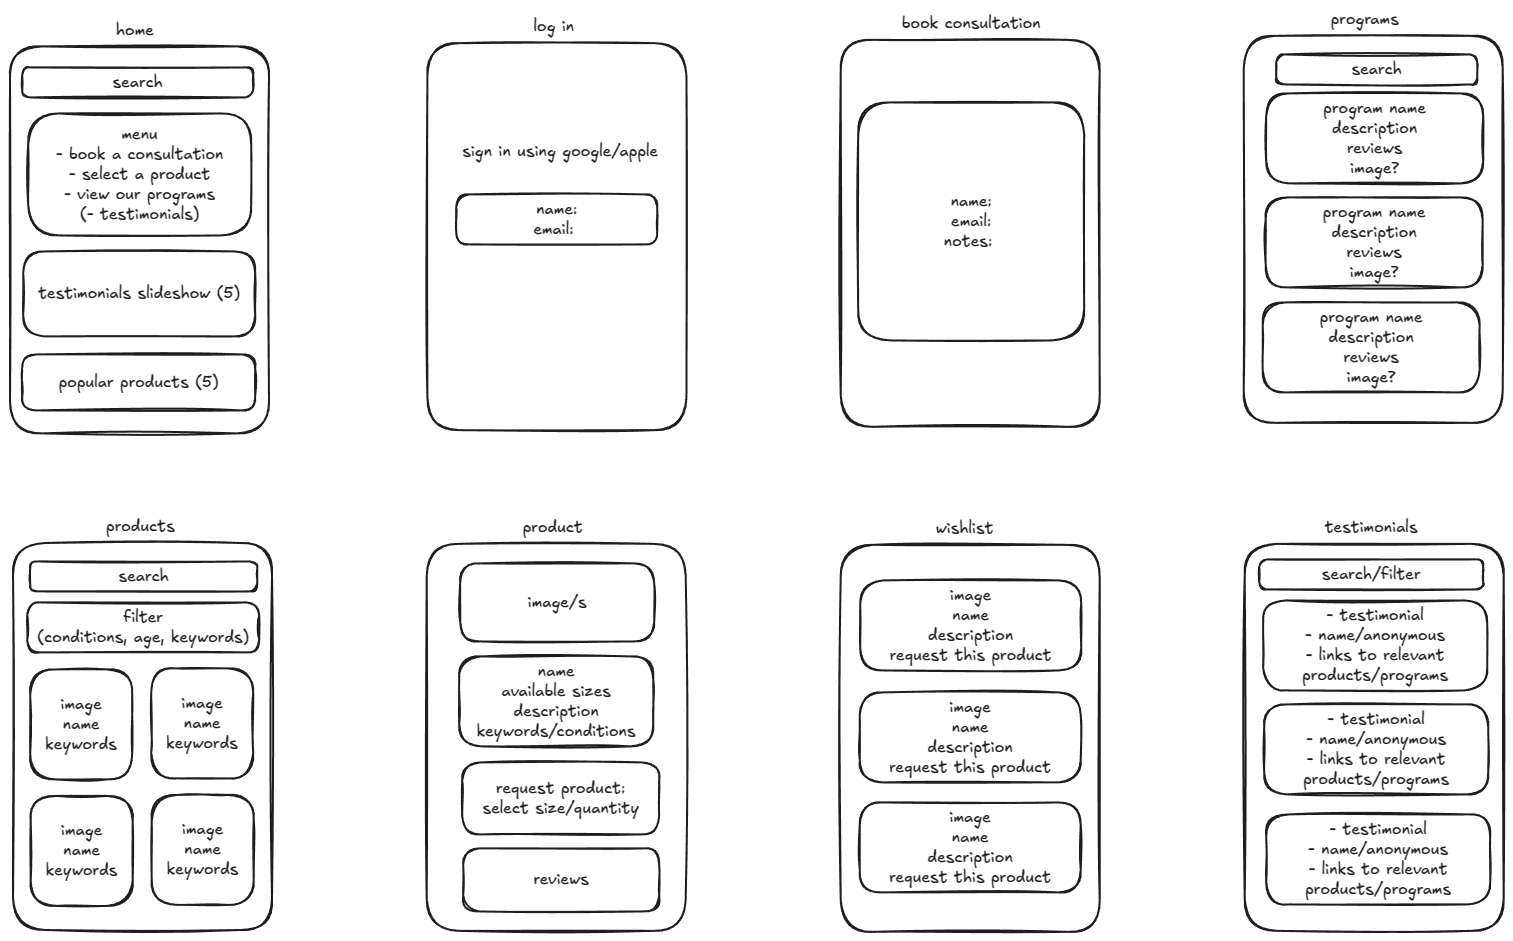 home
search
menu
- book a consultation
- select a product
- view our programs
(- testimonials)
testimonials slideshow (5)
popular products (5)
log in
sign in using google/apple
name:
email:
book consultation
name:
email:
notes:
programs
search
program name
description
reviews
image?
program name
description
reviews
image?
program name
description
reviews
image?
products
search
filter
(conditions, age, keywords)
image
name
keywords
image
name
keywords
image
name
keywords
image
name
keywords
product
image/s
name
available sizes
description
keywords/conditions
request product:
select size/quantity
reviews
wishlist
image
name
description
request this product
image
name
description
request this product
image
name
description
request this product
testimonials
search/filter
- testimonial
- name/anonymous
- links to relevant
products/programs
- testimonial
- name/anonymous
- links to relevant
products/programs
- testimonial
- name/anonymous
- links to relevant
products/programs